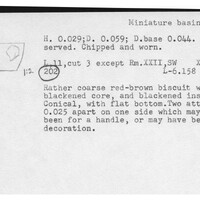 Miniature basin
H. 0.029;D. 0.059; D.base 0.044.
served. Chipped and worn.
L.11,cut 3 except Rm.XXII,SW X
1:2 202 L-6.158
Rather coarse red-brown biscuit w
blackened core, and blackened ins
Conical, with flat bottom.Two att
0.025 apart on one side which may
been for a handle, or may have be
decoration.